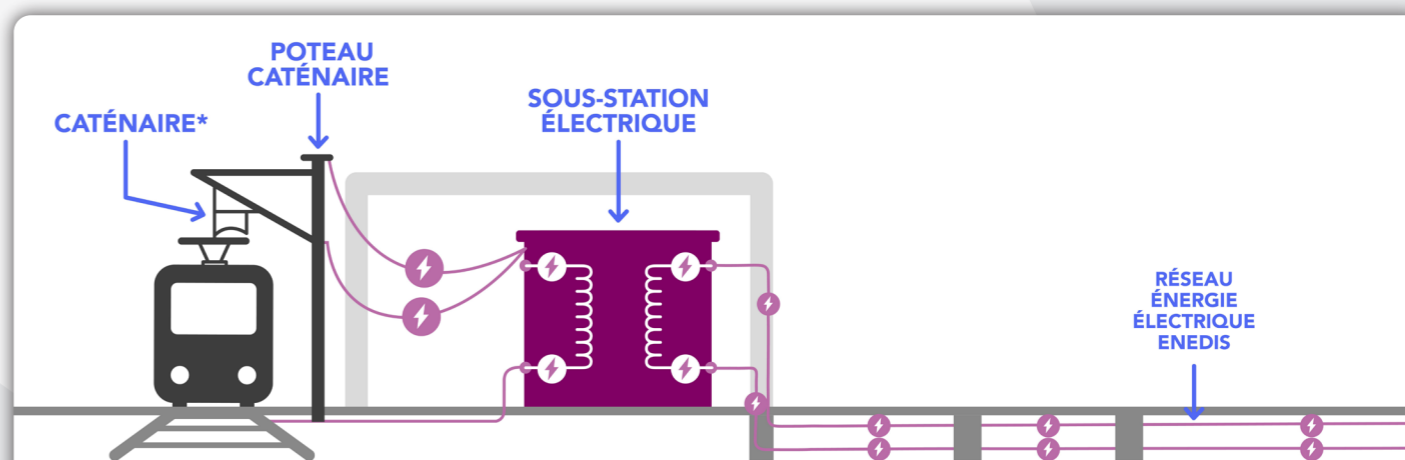 POTEAU
CATÉNAIRE
CATÉNAIRE*
SOUS-STATION
ÉLECTRIQUE
RÉSEAU
ÉNERGIE
ÉLECTRIQUE
ENEDIS